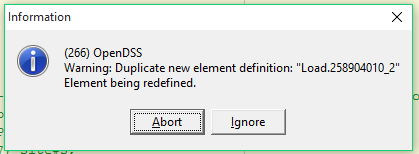 Information
(266) OpenDSS
Warning: Duplicate new element definition: "Load.258904010_2"
Element being redefined.
Abort
Ignore